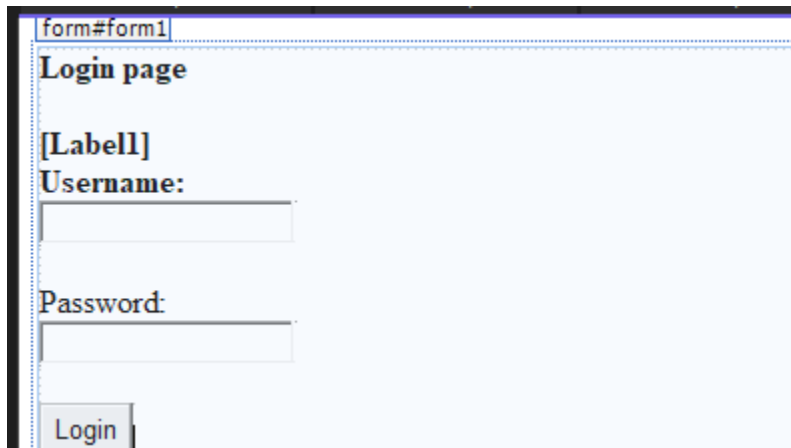 form#form1
Login page
[Label1]
Username:
Password:
Login